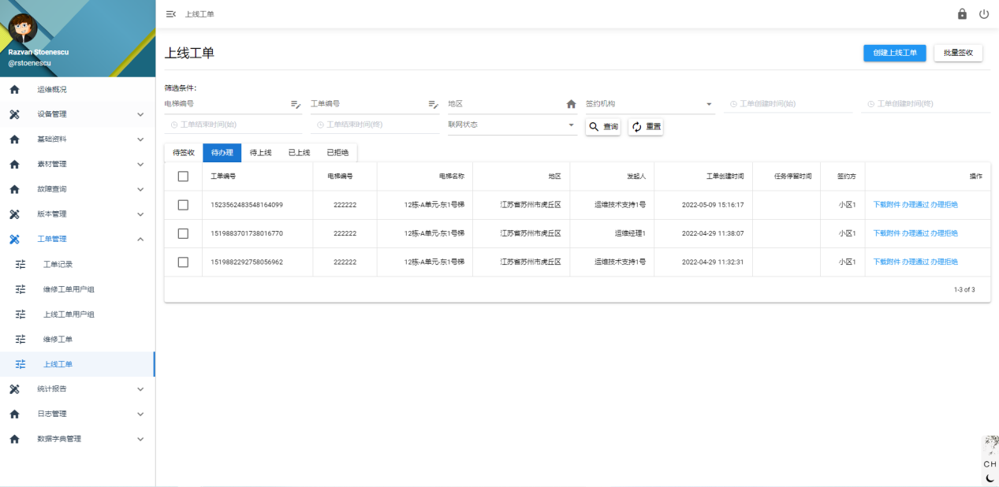 上线工单
Razvan Stoenescu
@rstoenescu
运维概况
设备管理
基础资料
素材管理
故障查询
版本管理
工单管理
工单记录
维修工单用户组
上线工单用户组
维修工单
上线工单
统计报告
日志管理
数据字典管理
上线工单
创建上线工单 批量签收
筛选条件:
电梯编号 工单编号 地区 签约机构 工单创建时间(始) 工单创建时间(终)
工单结束时间(始) 工单结束时间(终) 联网状态 查询 重置
待签收 待办理 待上线 已上线 已拒绝
工单编号 电梯编号 电梯名称 地区 发起人 工单创建时间 任务停留时间 签约方 操作
1523562483548164099 222222 12栋-A单元-东1号梯 江苏省苏州市虎丘区 运维技术支持1号 2022-05-09 15:16:17 小区1 下载附件 办理通过 办理拒绝
1519883701738016770 222222 12栋-A单元-东1号梯 江苏省苏州市虎丘区 运维经理1 2022-04-29 11:38:07 小区1 下载附件 办理通过 办理拒绝
1519882292758056962 222222 12栋-A单元-东1号梯 江苏省苏州市虎丘区 运维技术支持1号 2022-04-29 11:32:31 小区1 下载附件 办理通过 办理拒绝
1-3 of 3
CH